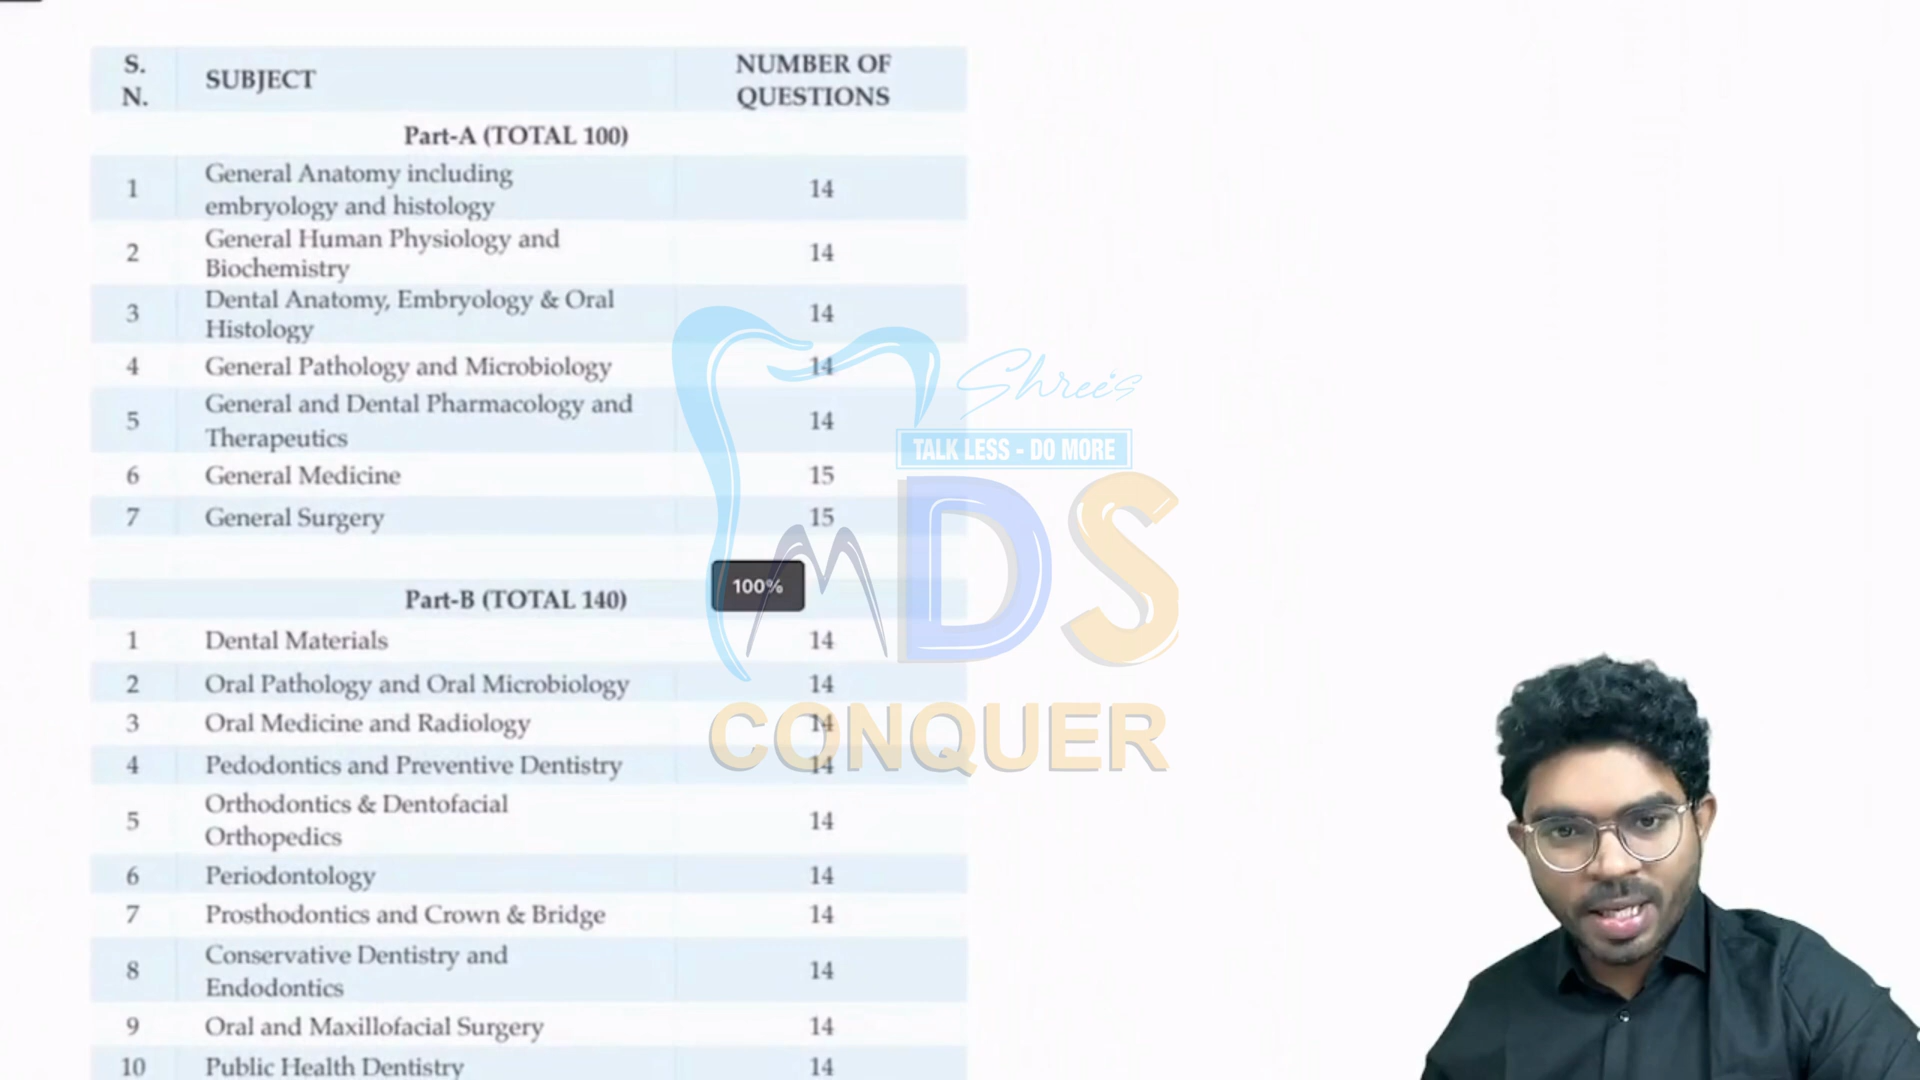 S. N. SUBJECT NUMBER OF QUESTIONS
Part-A (TOTAL 100)
1 General Anatomy including embryology and histology 14
2 General Human Physiology and Biochemistry 14
3 Dental Anatomy, Embryology & Oral Histology 14
4 General Pathology and Microbiology 14
5 General and Dental Pharmacology and Therapeutics 14
6 General Medicine 15
7 General Surgery 15
Part-B (TOTAL 140)
1 Dental Materials 14
2 Oral Pathology and Oral Microbiology 14
3 Oral Medicine and Radiology 14
4 Pedodontics and Preventive Dentistry 14
5 Orthodontics & Dentofacial Orthopedics 14
6 Periodontology 14
7 Prosthodontics and Crown & Bridge 14
8 Conservative Dentistry and Endodontics 14
9 Oral and Maxillofacial Surgery 14
10 Public Health Dentistry 14
100%
Shree's
TALK LESS - DO MORE
MDS
CONQUER